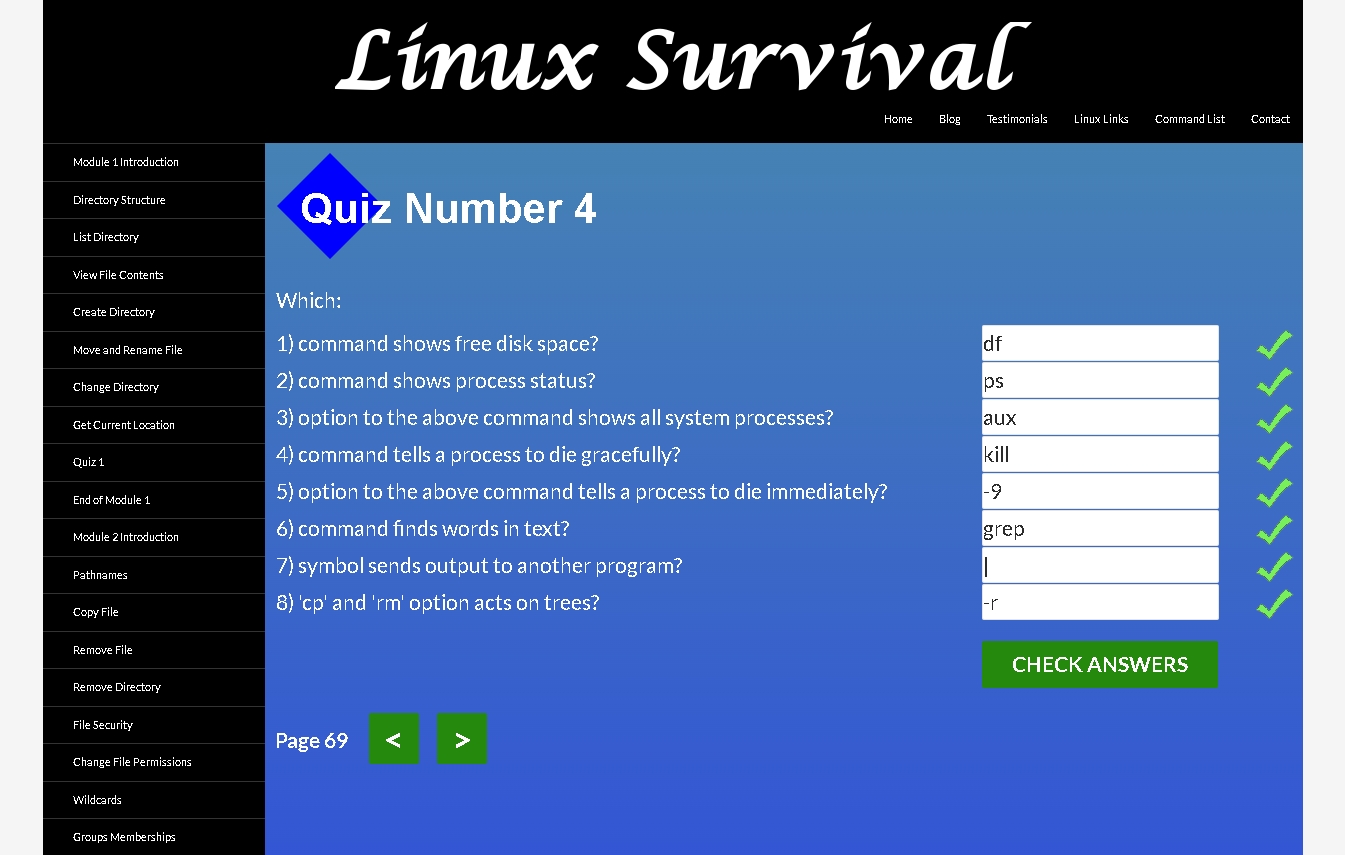 Linux Survival
Home Blog Testimonials Linux Links Command List Contact
Module 1 Introduction
Directory Structure
List Directory
View File Contents
Create Directory
Move and Rename File
Change Directory
Get Current Location
Quiz 1
End of Module 1
Module 2 Introduction
Pathnames
Copy File
Remove File
Remove Directory
File Security
Change File Permissions
Wildcards
Groups Memberships
Quiz Number 4
Which:
1) command shows free disk space? df
2) command shows process status? ps
3) option to the above command shows all system processes? aux
4) command tells a process to die gracefully? kill
5) option to the above command tells a process to die immediately? -9
6) command finds words in text? grep
7) symbol sends output to another program? |
8) 'cp' and 'rm' option acts on trees? -r
CHECK ANSWERS
Page 69 < >